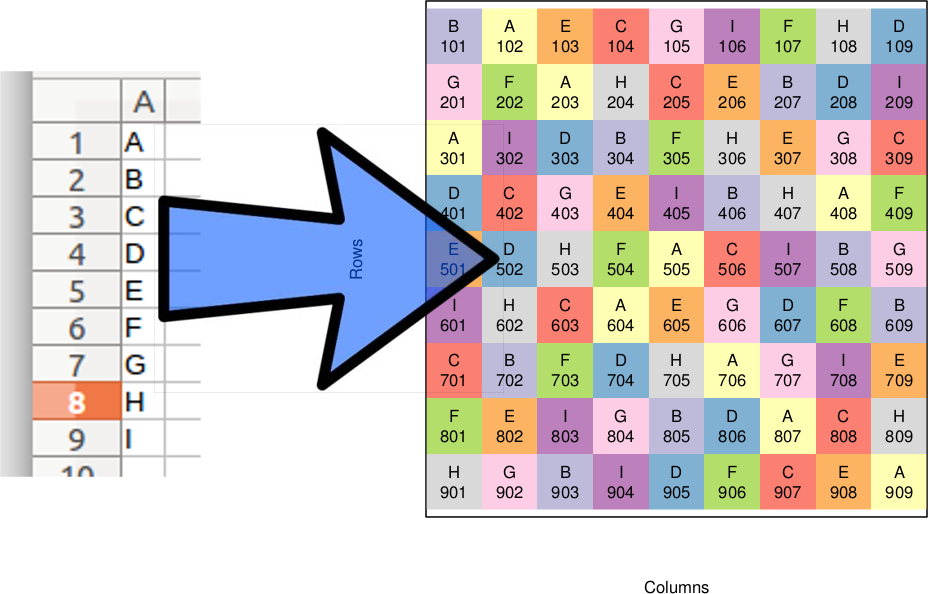 A
1 A
2 B
3 C
4 D
5 E
6 F
7 G
8 H
9 I
10
Rows
B A E C G I F H D
101 102 103 104 105 106 107 108 109
G F A H C E B D I
201 202 203 204 205 206 207 208 209
A I D B F H E G C
301 302 303 304 305 306 307 308 309
D C G E I B H A F
401 402 403 404 405 406 407 408 409
E D H F A C I B G
501 502 503 504 505 506 507 508 509
I H C A E G D F B
601 602 603 604 605 606 607 608 609
C B F D H A G I E
701 702 703 704 705 706 707 708 709
F E I G B D A C H
801 802 803 804 805 806 807 808 809
H G B I D F C E A
901 902 903 904 905 906 907 908 909
Columns